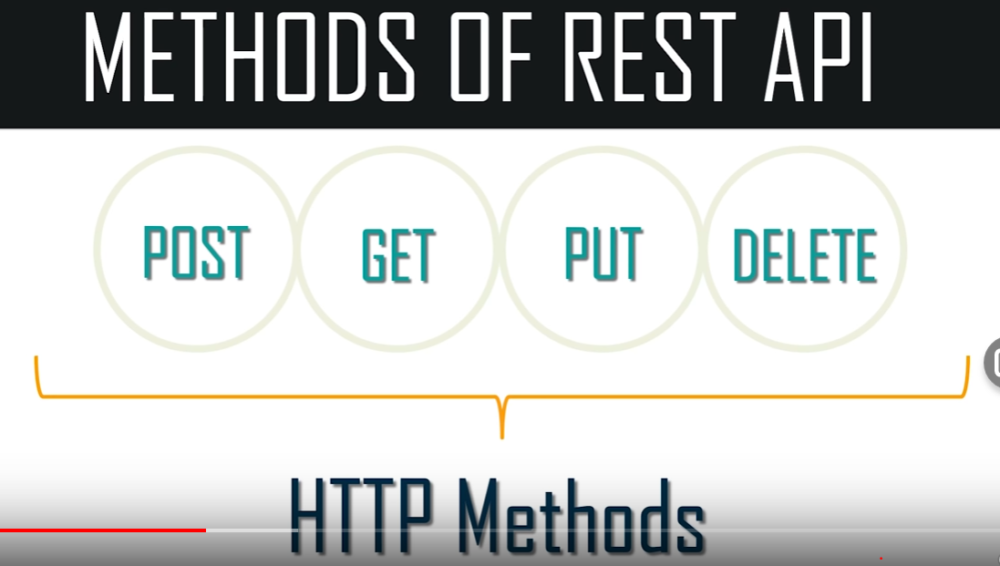 METHODS OF REST API
POST GET PUT DELETE
HTTP Methods